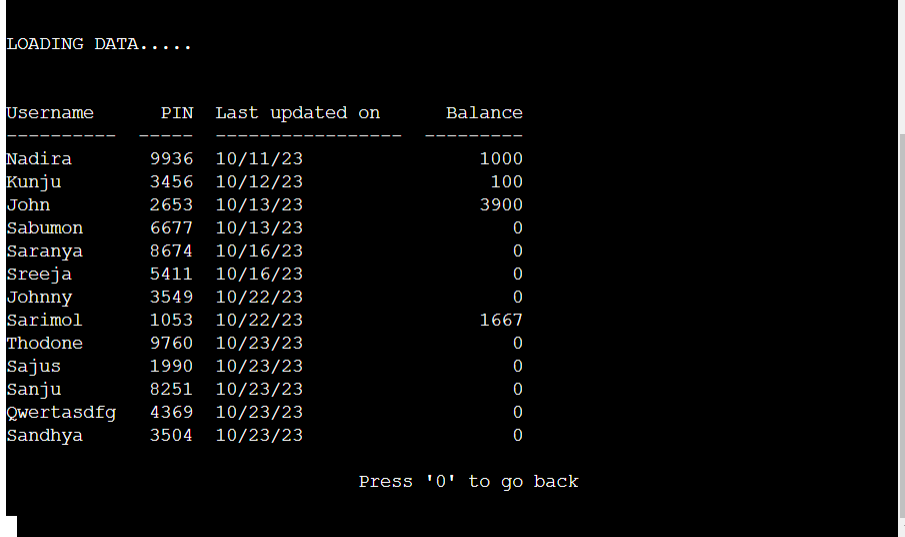 LOADING DATA.....
Username PIN Last updated on Balance
---------- ----- ----------------- ---------
Nadira 9936 10/11/23 1000
Kunju 3456 10/12/23 100
John 2653 10/13/23 3900
Sabumon 6677 10/13/23 0
Saranya 8674 10/16/23 0
Sreeja 5411 10/16/23 0
Johnny 3549 10/22/23 0
Sarimol 1053 10/22/23 1667
Thodone 9760 10/23/23 0
Sajus 1990 10/23/23 0
Sanju 8251 10/23/23 0
Qwertasdfg 4369 10/23/23 0
Sandhya 3504 10/23/23 0
Press '0' to go back